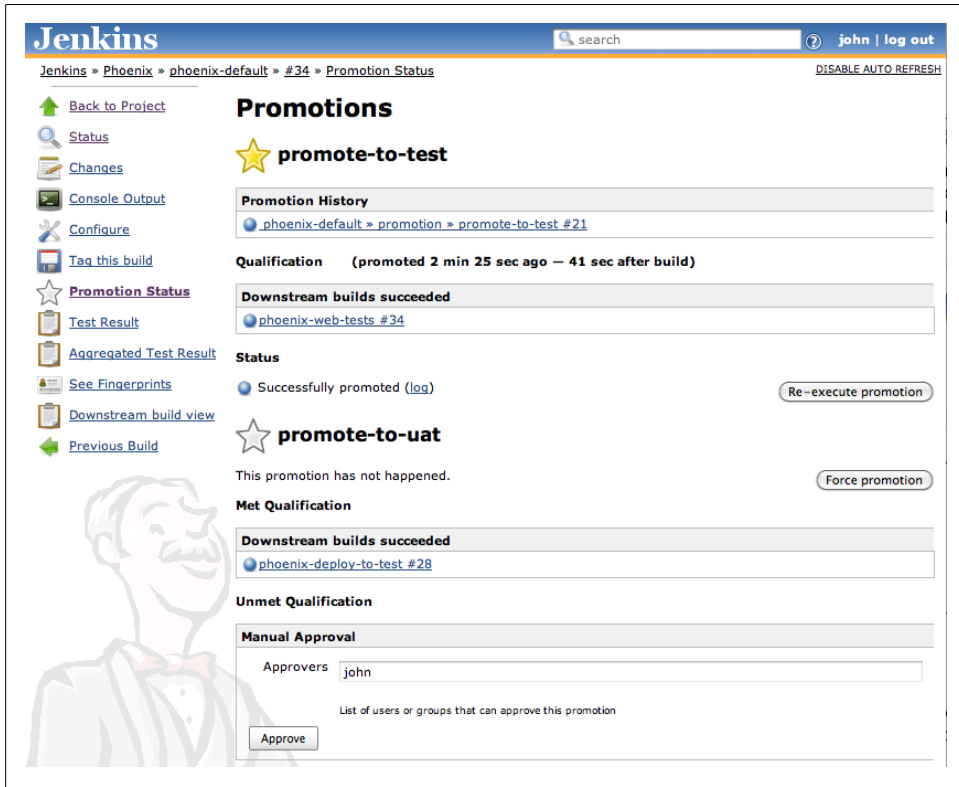 Jenkins
search
john | log out
Jenkins » Phoenix » phoenix-default » #34 » Promotion Status
DISABLE AUTO REFRESH
Back to Project
Status
Changes
Console Output
Configure
Tag this build
Promotion Status
Test Result
Aggregated Test Result
See Fingerprints
Downstream build view
Previous Build
Promotions
promote-to-test
Promotion History
phoenix-default » promotion » promote-to-test #21
Qualification (promoted 2 min 25 sec ago — 41 sec after build)
Downstream builds succeeded
phoenix-web-tests #34
Status
Successfully promoted (log)
Re-execute promotion
promote-to-uat
This promotion has not happened.
Force promotion
Met Qualification
Downstream builds succeeded
phoenix-deploy-to-test #28
Unmet Qualification
Manual Approval
Approvers john
List of users or groups that can approve this promotion
Approve